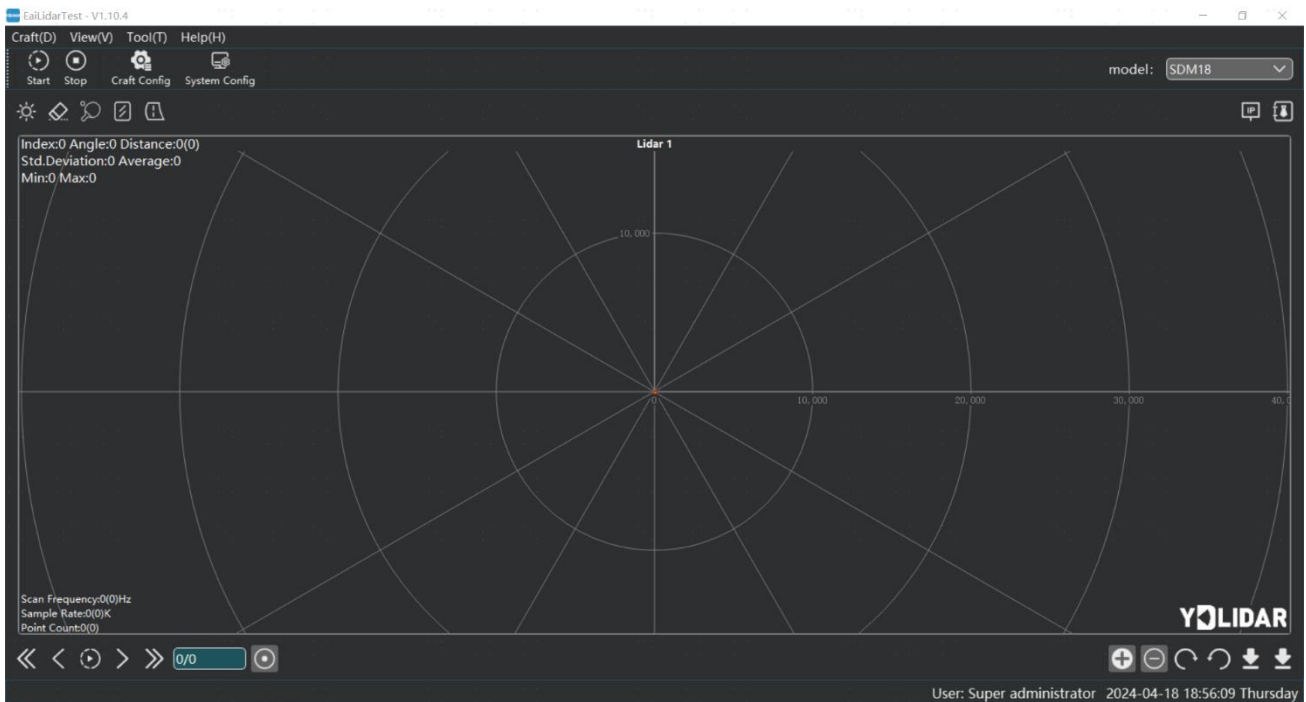 EaiLidarTest - V1.10.4
Craft(D) View(V) Tool(T) Help(H)
Start Stop Craft Config System Config
model: SDM18
IP
Index:0 Angle:0 Distance:0(0)
Lidar 1
Std.Deviation:0 Average:0
Min:0 Max:0
10,000
0 10,000 20,000 30,000 40,
Scan Frequency:0(0)Hz
Sample Rate:0(0)K
Point Count:0(0)
YDLIDAR
0/0
User: Super administrator 2024-04-18 18:56:09 Thursday